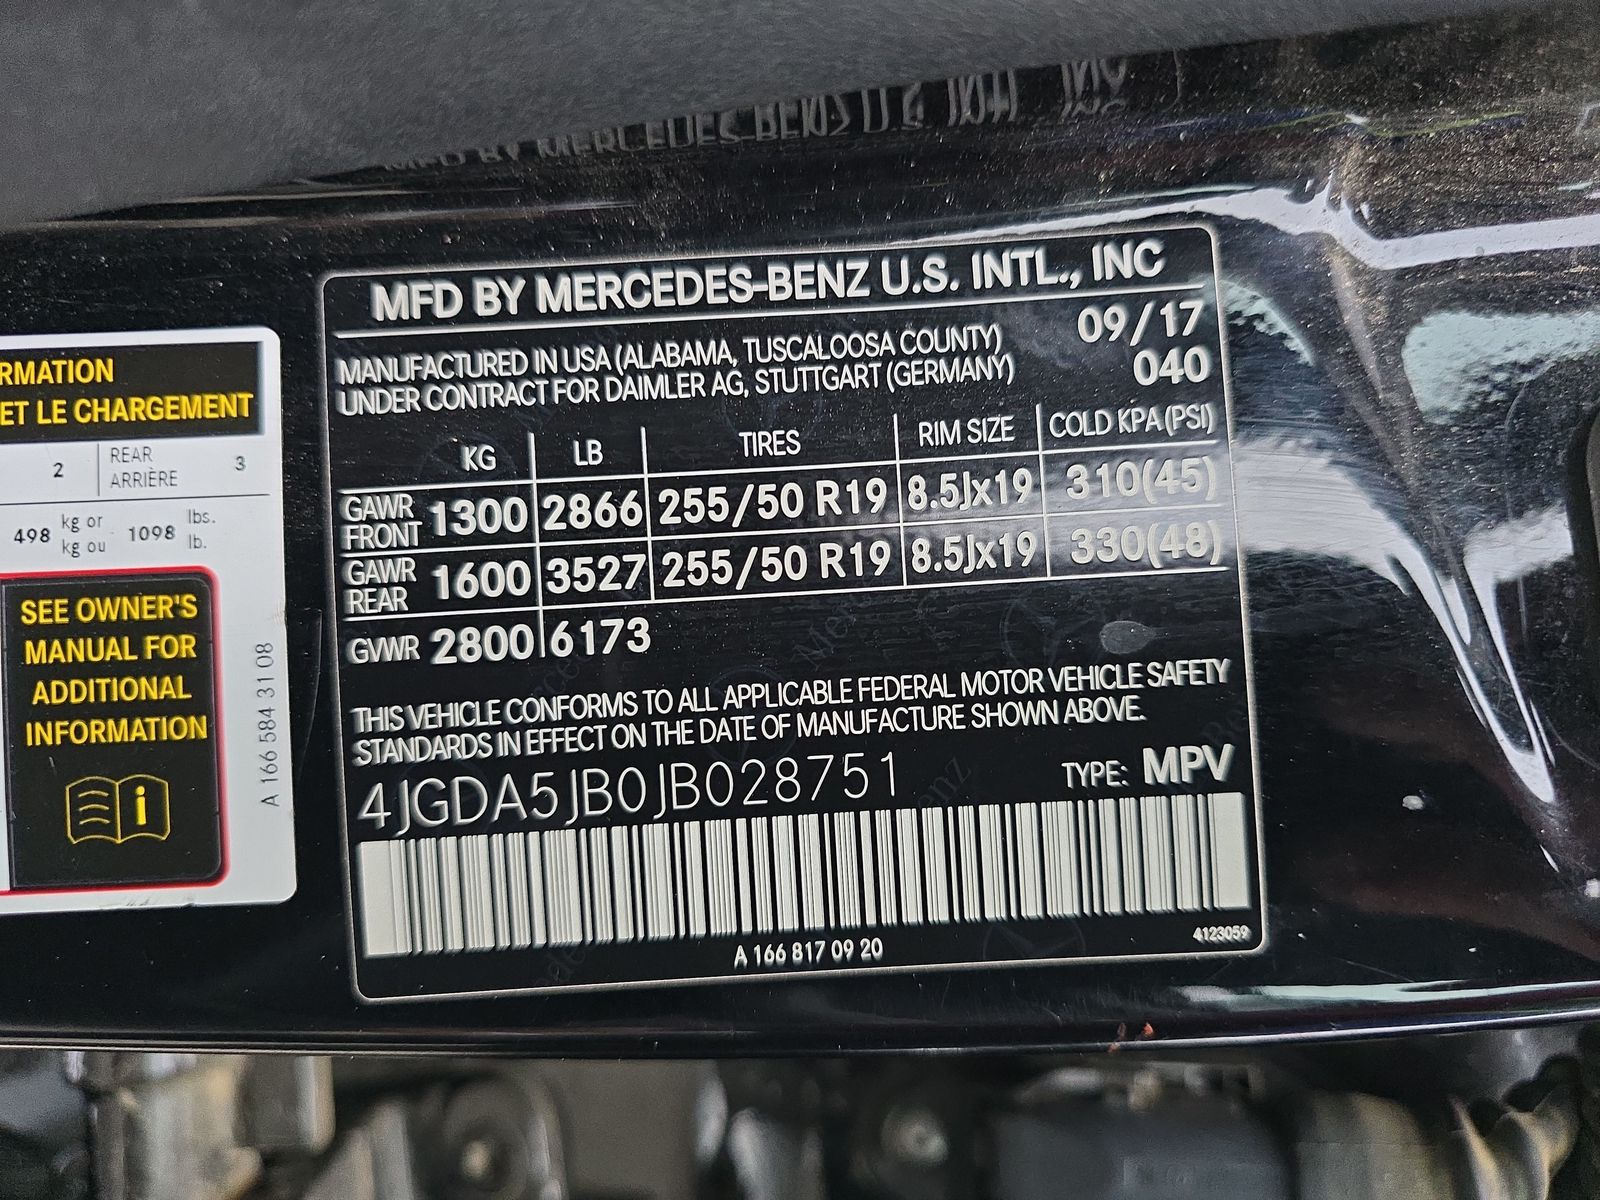 MFD BY MERCEDES-BENZ U.S. INTL., INC
MANUFACTURED IN USA (ALABAMA, TUSCALOOSA COUNTY) 09/17
UNDER CONTRACT FOR DAIMLER AG, STUTTGART (GERMANY) 040
KG LB TIRES RIM SIZE COLD KPA (PSI)
GAWR FRONT 1300 2866 255/50 R19 8.5Jx19 310(45)
GAWR REAR 1600 3527 255/50 R19 8.5Jx19 330(48)
GVWR 2800 6173
THIS VEHICLE CONFORMS TO ALL APPLICABLE FEDERAL MOTOR VEHICLE SAFETY
STANDARDS IN EFFECT ON THE DATE OF MANUFACTURE SHOWN ABOVE.
4JGDA5JB0JB028751 TYPE: MPV
A 166 817 09 20
4123059
RMATION
ET LE CHARGEMENT
2 REAR ARRIÈRE 3
498 kg or kg ou 1098 lbs. lb.
SEE OWNER'S
MANUAL FOR
ADDITIONAL
INFORMATION
i
A 166 584 31 08